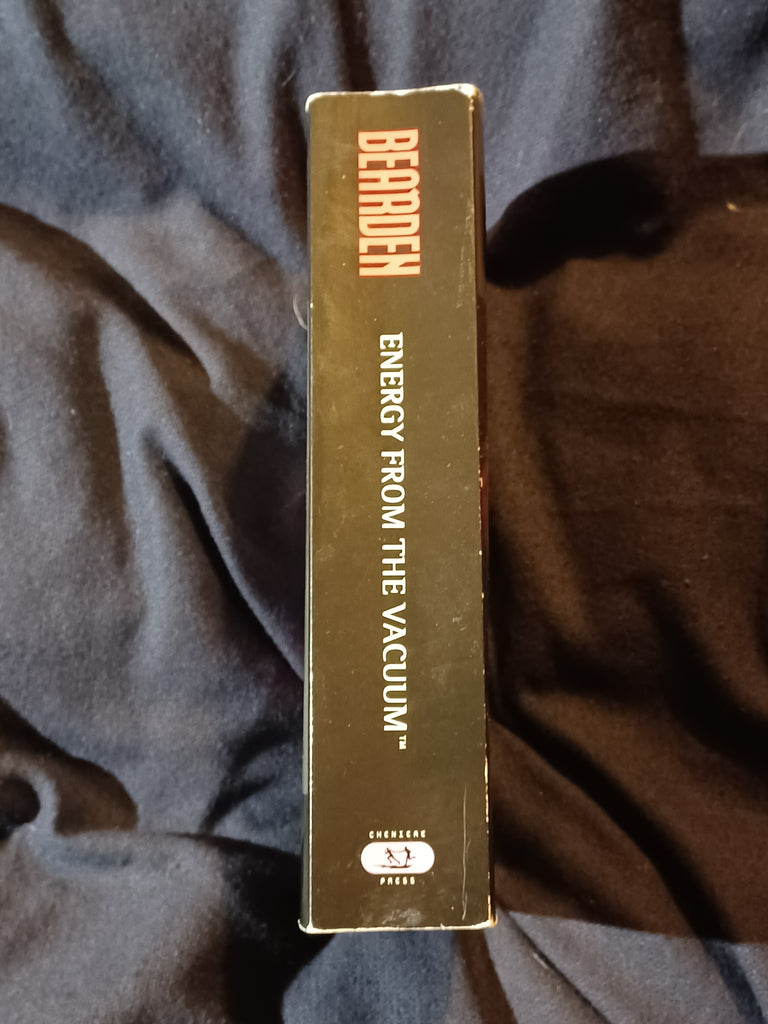 BEARDEN
ENERGY FROM THE VACUUM™
CHENIERE
PRESS